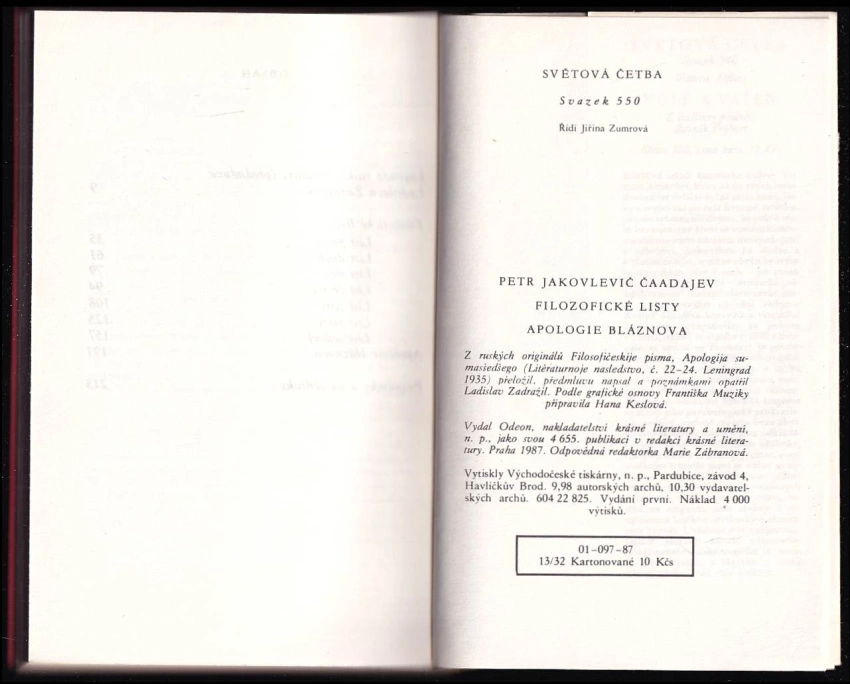 SVĚTOVÁ ČETBA
Svazek 550
Řídí Jiřina Zumrová
PETR JAKOVLEVIČ ČAADAJEV
FILOZOFICKÉ LISTY
APOLOGIE BLÁZNOVA
Z ruských originálů Filosofičeskije pisma, Apologija su-
masšedšego (Litěraturnoje nasledstvo, č. 22–24. Leningrad
1935) přeložil, předmluvu napsal a poznámkami opatřil
Ladislav Zadražil. Podle grafické osnovy Františka Muziky
připravila Hana Keslová.
Vydal Odeon, nakladatelství krásné literatury a umění,
n. p., jako svou 4 655. publikaci v redakci krásné litera-
tury. Praha 1987. Odpovědná redaktorka Marie Zábranová.
Vytiskly Východočeské tiskárny, n. p., Pardubice, závod 4,
Havlíčkův Brod. 9,98 autorských archů, 10,30 vydavatel-
ských archů. 604 22 825. Vydání první. Náklad 4 000
výtisků.
01–097–87
13/32 Kartonované 10 Kčs